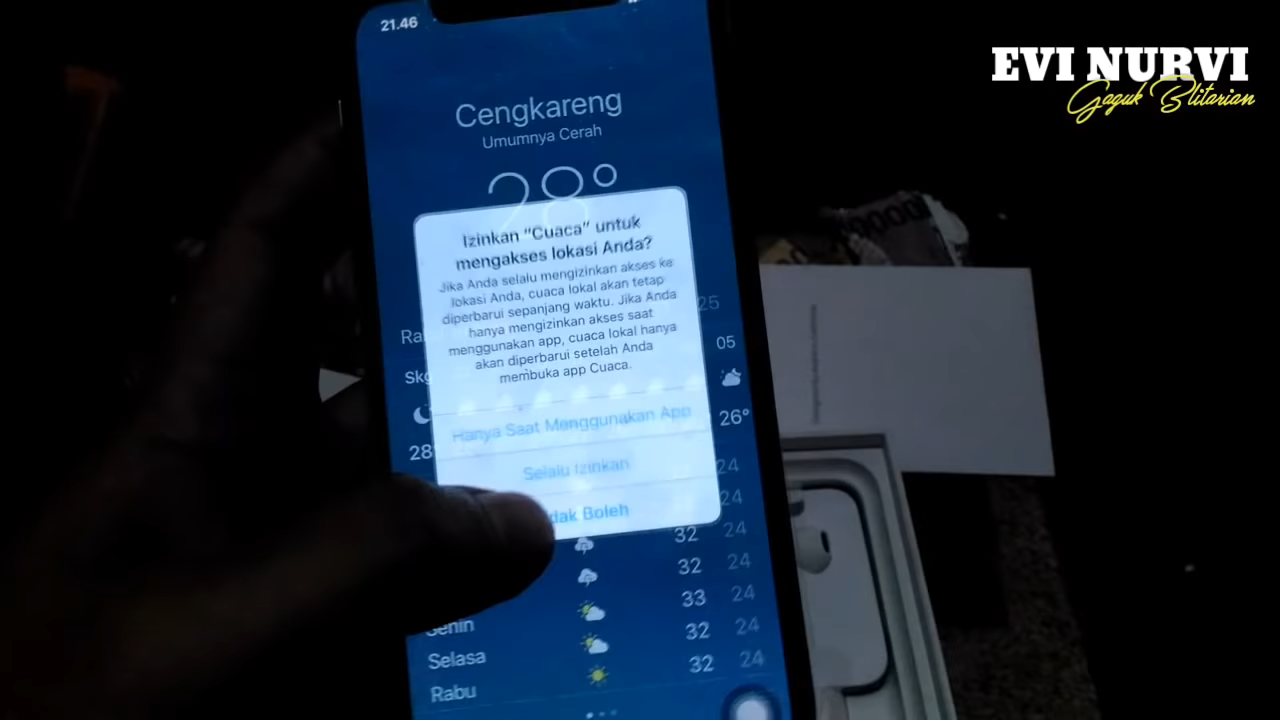 21.46
EVI NURVI
Gaguk Blitarian
Cengkareng
Umumnya Cerah
28°
Izinkan “Cuaca” untuk
mengakses lokasi Anda?
Jika Anda selalu mengizinkan akses ke
lokasi Anda, cuaca lokal akan tetap
diperbarui sepanjang waktu. Jika Anda
hanya mengizinkan akses saat
menggunakan app, cuaca lokal hanya
akan diperbarui setelah Anda
membuka app Cuaca.
25
05
Hanya Saat Menggunakan App
26°
28°
Selalu Izinkan
24
dak Boleh
24
32 24
32 24
33 24
Senin 32 24
Selasa 32 24
Rabu